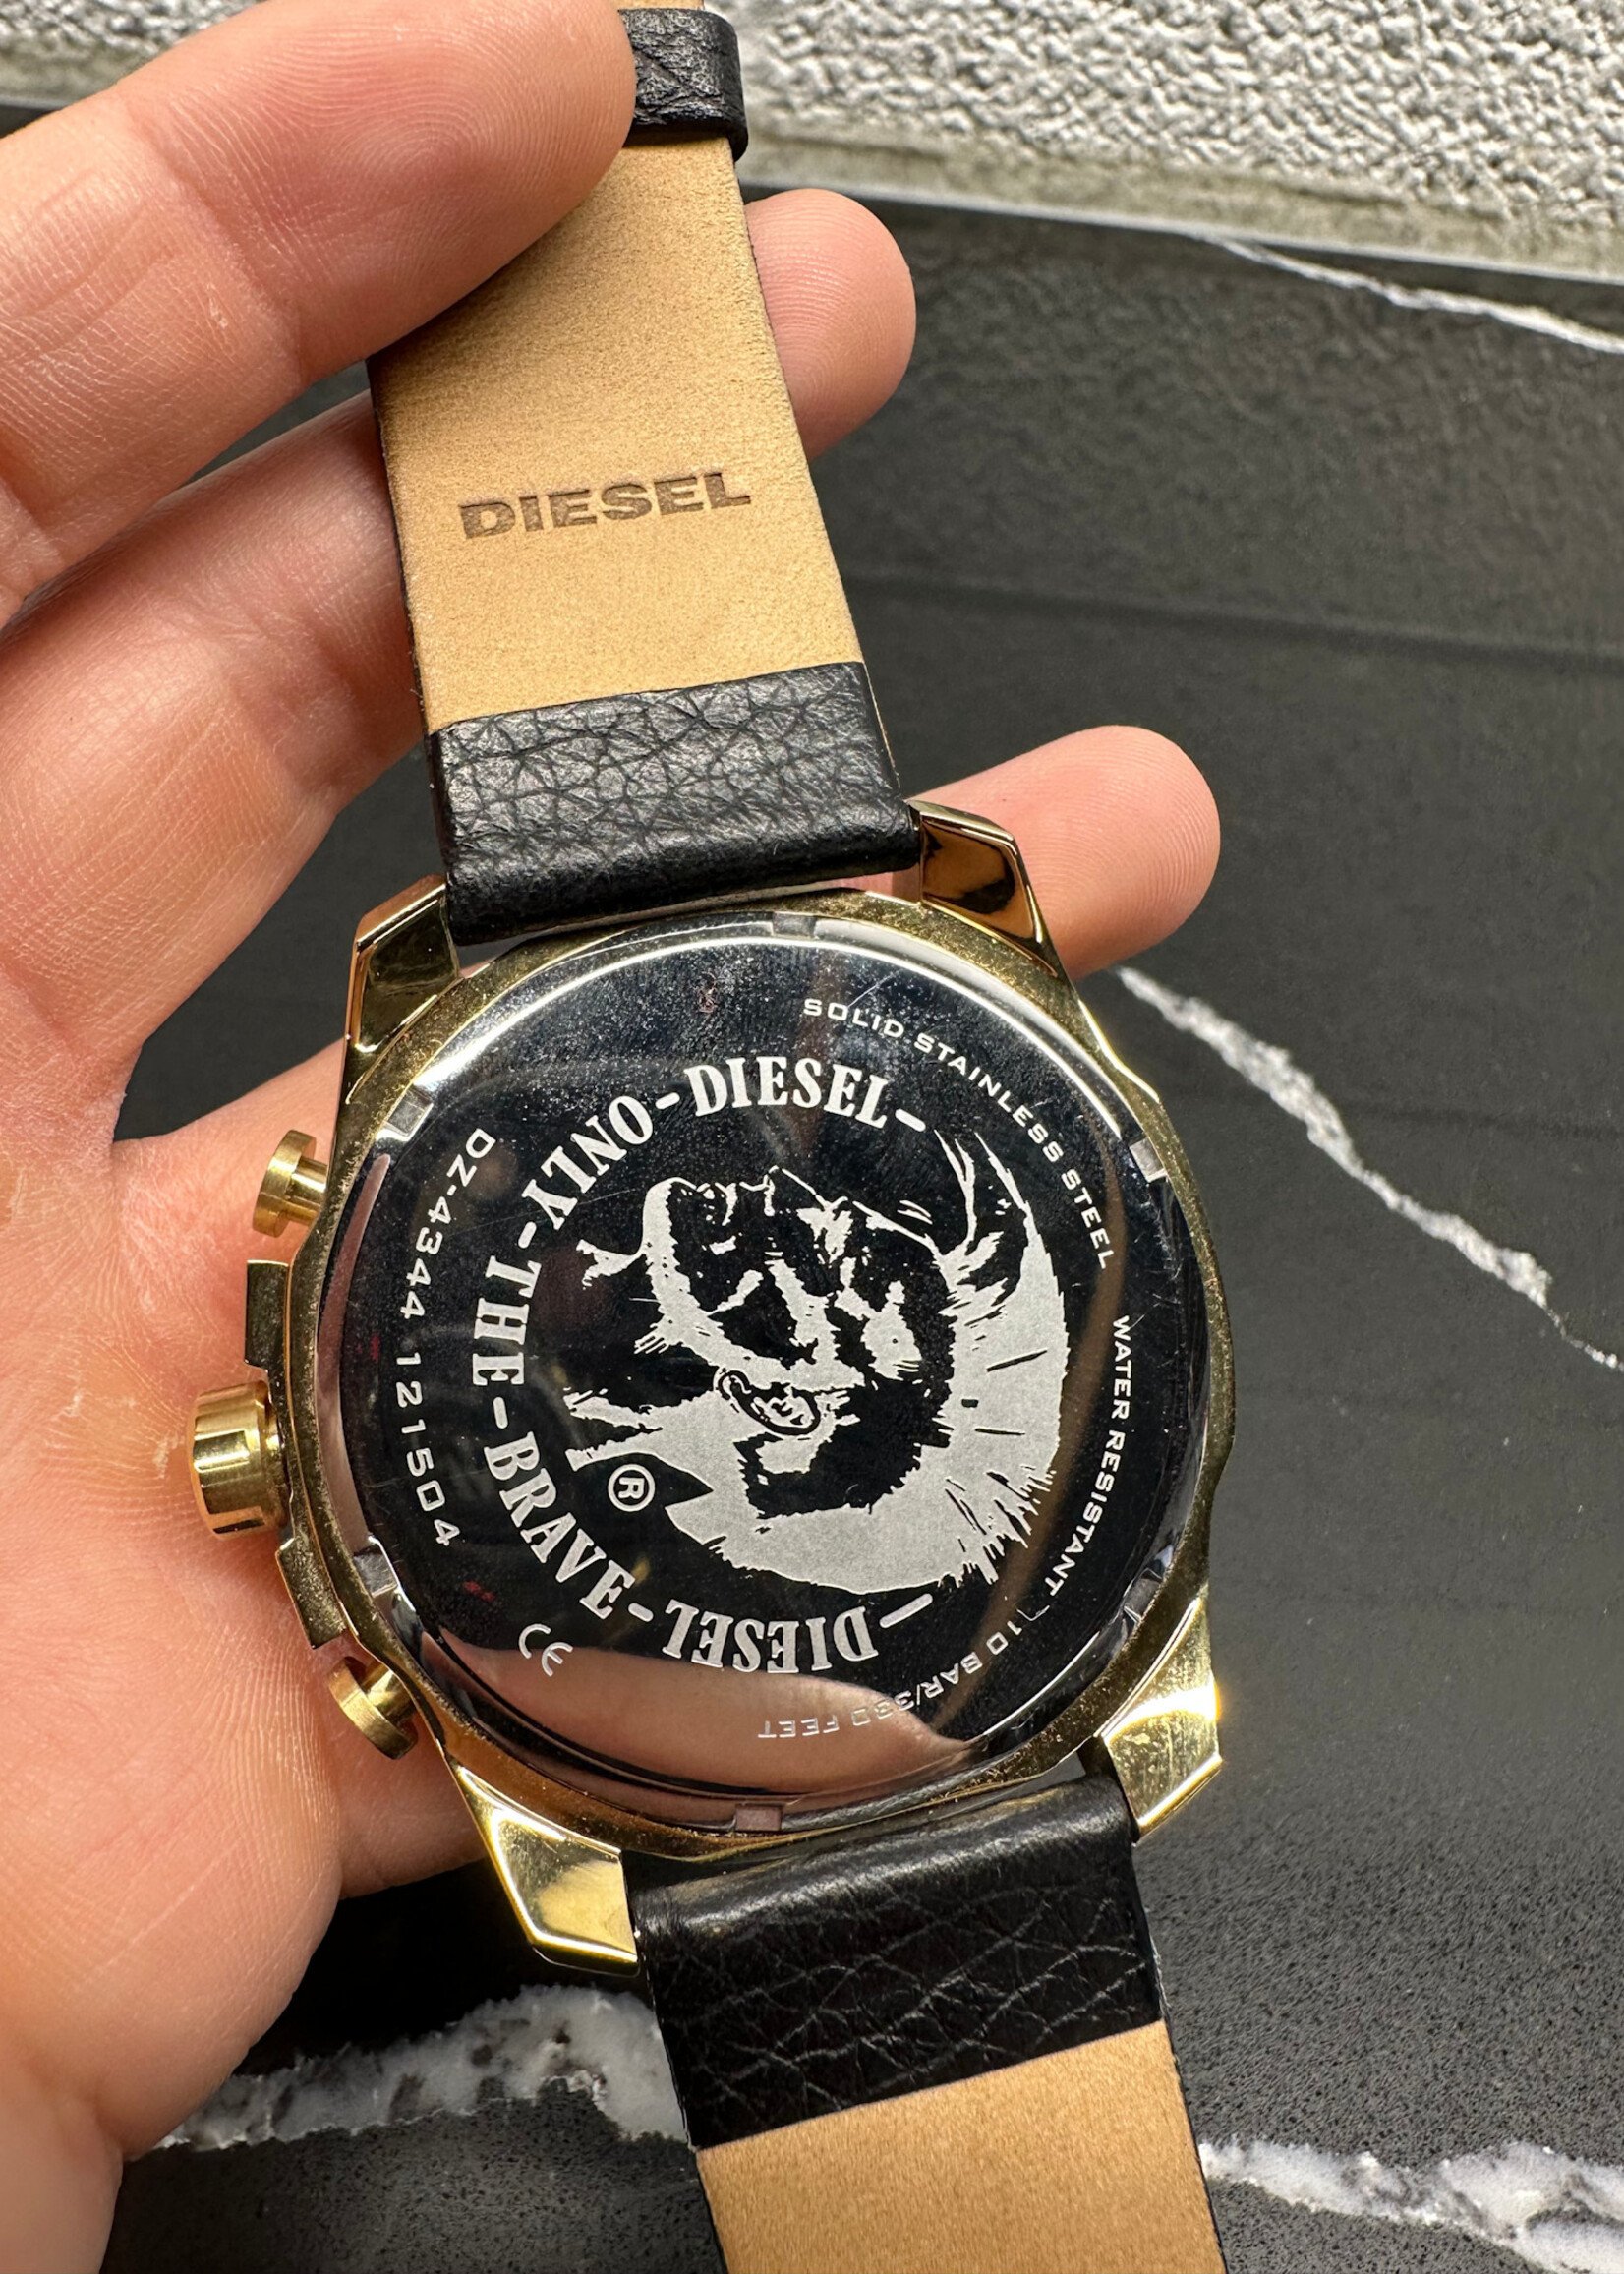 DIESEL
SOLID STAINLESS STEEL
WATER RESISTANT 10 BAR/330 FEET
DIESEL-ONLY-THE-BRAVE-DIESEL
®
DZ-4344 121504
CE